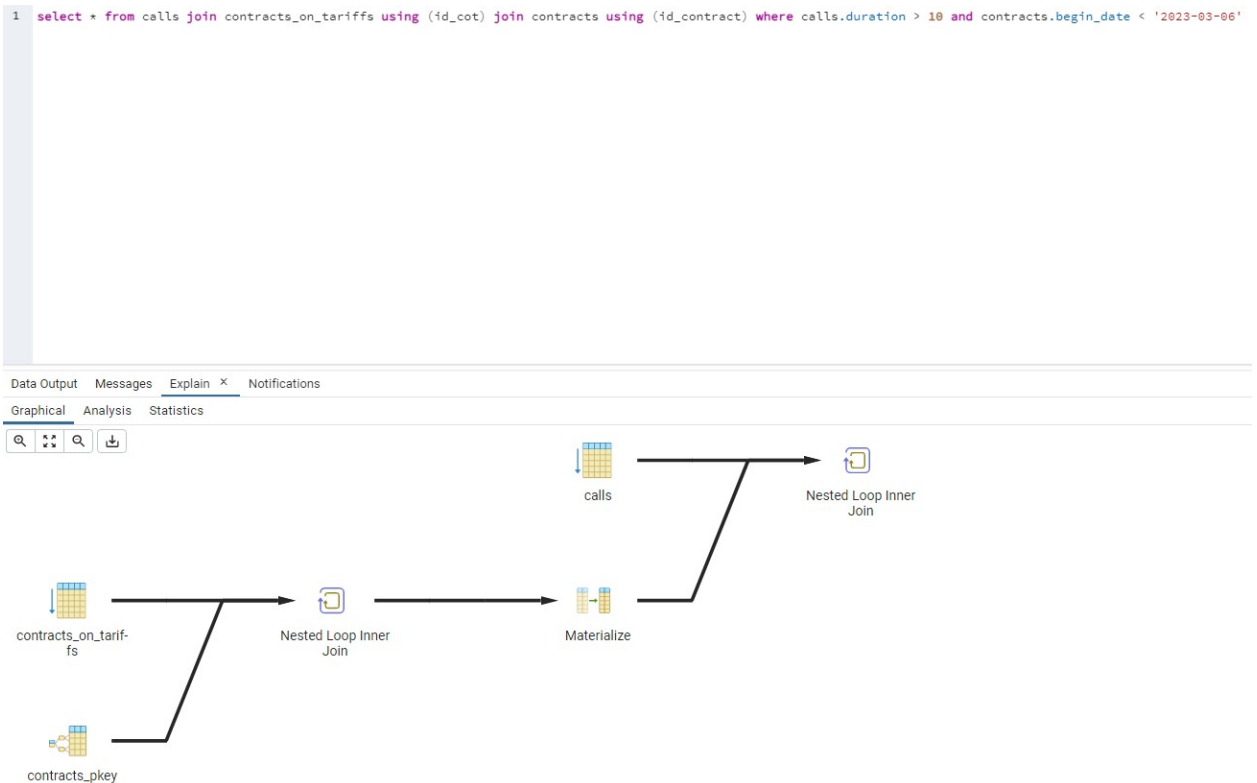 1 select * from calls join contracts_on_tariffs using (id_cot) join contracts using (id_contract) where calls.duration > 10 and contracts.begin_date < '2023-03-06'
Data Output Messages Explain × Notifications
Graphical Analysis Statistics
calls
Nested Loop Inner
Join
contracts_on_tarif-
fs
Nested Loop Inner
Join
Materialize
contracts_pkey